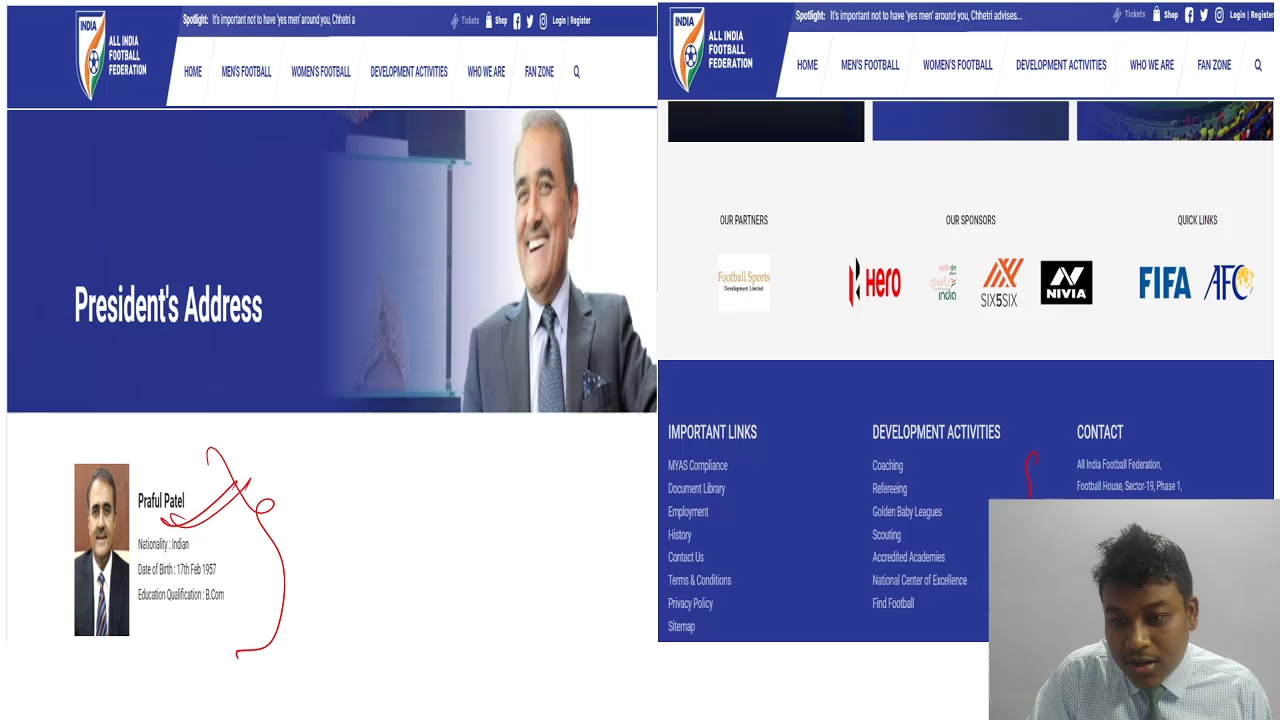 Spotlight: It's important not to have 'yes men' around you, Chhetri a
Tickets Shop Login | Register
INDIA
ALL INDIA
FOOTBALL
FEDERATION
HOME MEN'S FOOTBALL WOMEN'S FOOTBALL DEVELOPMENT ACTIVITIES WHO WE ARE FAN ZONE
President's Address
Praful Patel
Nationality : Indian
Date of Birth : 17th Feb 1957
Education Qualification : B.Com
Spotlight: It's important not to have 'yes men' around you, Chhetri advises...
Tickets Shop Login | Register
INDIA
ALL INDIA
FOOTBALL
FEDERATION
HOME MEN'S FOOTBALL WOMEN'S FOOTBALL DEVELOPMENT ACTIVITIES WHO WE ARE FAN ZONE
OUR PARTNERS
Football Sports
Development Limited
OUR SPONSORS
Hero
india
SIX5SIX
NIVIA
QUICK LINKS
FIFA
AFC
IMPORTANT LINKS
MYAS Compliance
Document Library
Employment
History
Contact Us
Terms & Conditions
Privacy Policy
Sitemap
DEVELOPMENT ACTIVITIES
Coaching
Refereeing
Golden Baby Leagues
Scouting
Accredited Academies
National Center of Excellence
Find Football
CONTACT
All India Football Federation,
Football House, Sector-19, Phase 1,